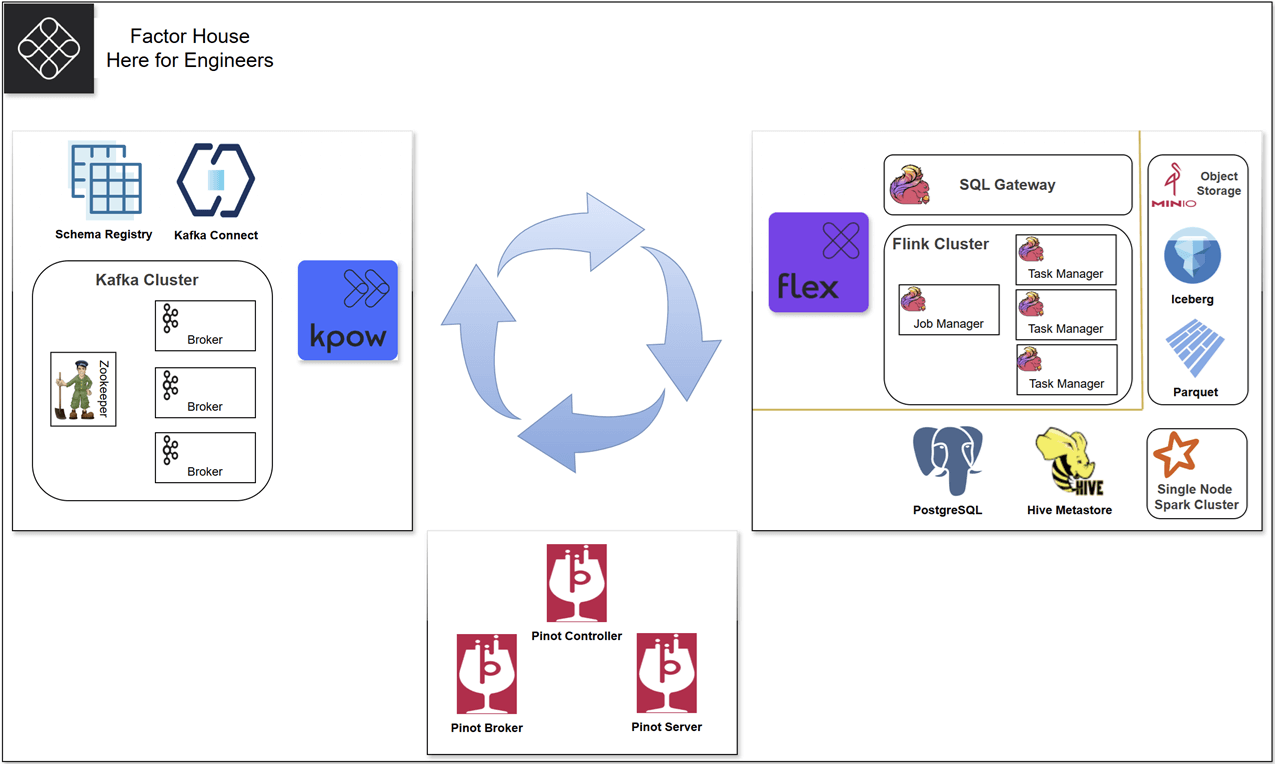 Factor House
Here for Engineers
Schema Registry
Kafka Connect
Kafka Cluster
Broker
Zookeeper
Broker
Broker
kpow
flex
SQL Gateway
Flink Cluster
Job Manager
Task Manager
Task Manager
Task Manager
MINIO
Object
Storage
Iceberg
Parquet
PostgreSQL
HIVE
Hive Metastore
Single Node
Spark Cluster
Pinot Controller
Pinot Broker
Pinot Server